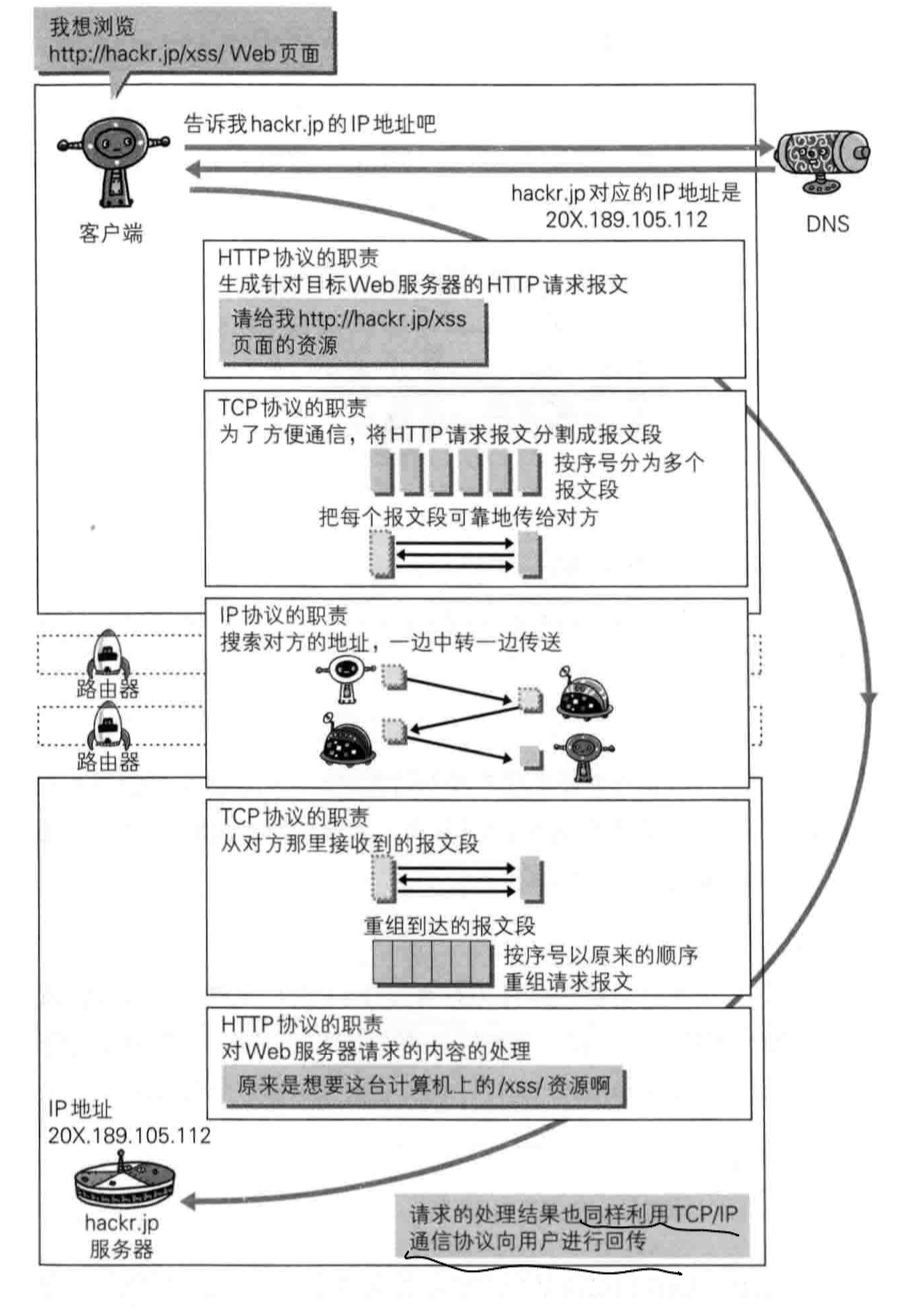 我想浏览
http://hackr.jp/xss/ Web页面
告诉我hackr.jp的IP地址吧
hackr.jp对应的IP地址是
20X.189.105.112
客户端
DNS
HTTP协议的职责
生成针对目标Web服务器的HTTP请求报文
请给我http://hackr.jp/xss
页面的资源
TCP协议的职责
为了方便通信，将HTTP请求报文分割成报文段
按序号分为多个
报文段
把每个报文段可靠地传给对方
IP协议的职责
搜索对方的地址，一边中转一边传送
路由器
路由器
TCP协议的职责
从对方那里接收到的报文段
重组到达的报文段
按序号以原来的顺序
重组请求报文
HTTP协议的职责
对Web服务器请求的内容的处理
原来是想要这台计算机上的/xss/资源啊
IP地址
20X.189.105.112
hackr.jp
服务器
请求的处理结果也同样利用TCP/IP
通信协议向用户进行回传